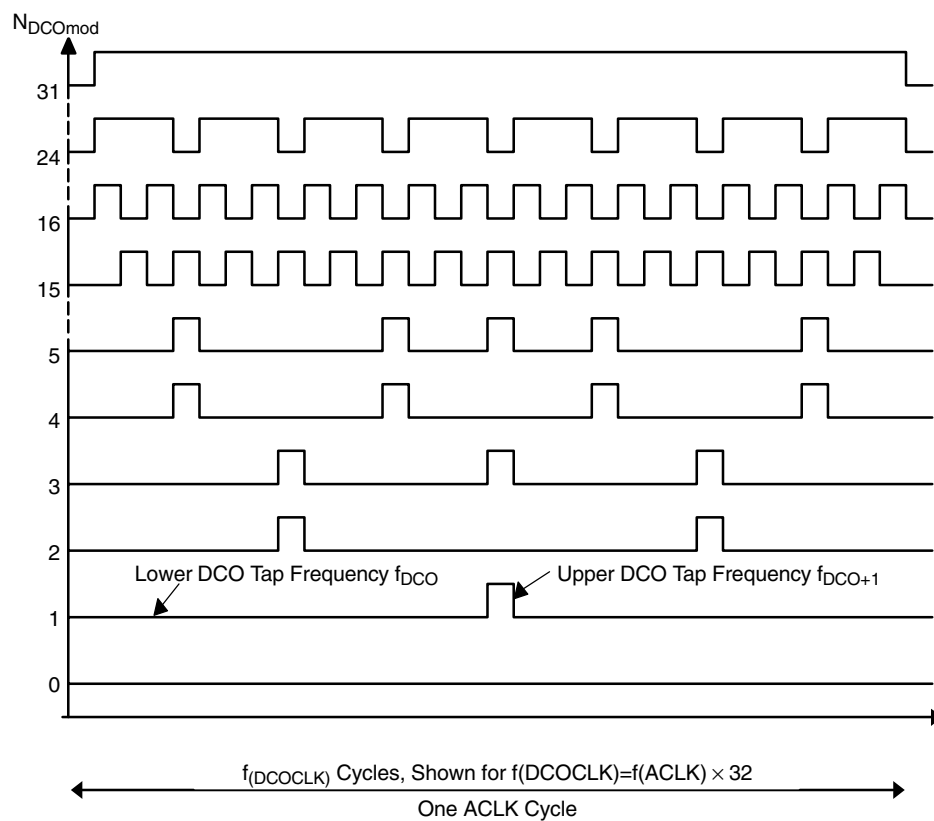 NDCOmod
31
24
16
15
5
4
3
2
Lower DCO Tap Frequency fDCO
Upper DCO Tap Frequency fDCO+1
1
0
f(DCOCLK) Cycles, Shown for f(DCOCLK)=f(ACLK) × 32
One ACLK Cycle